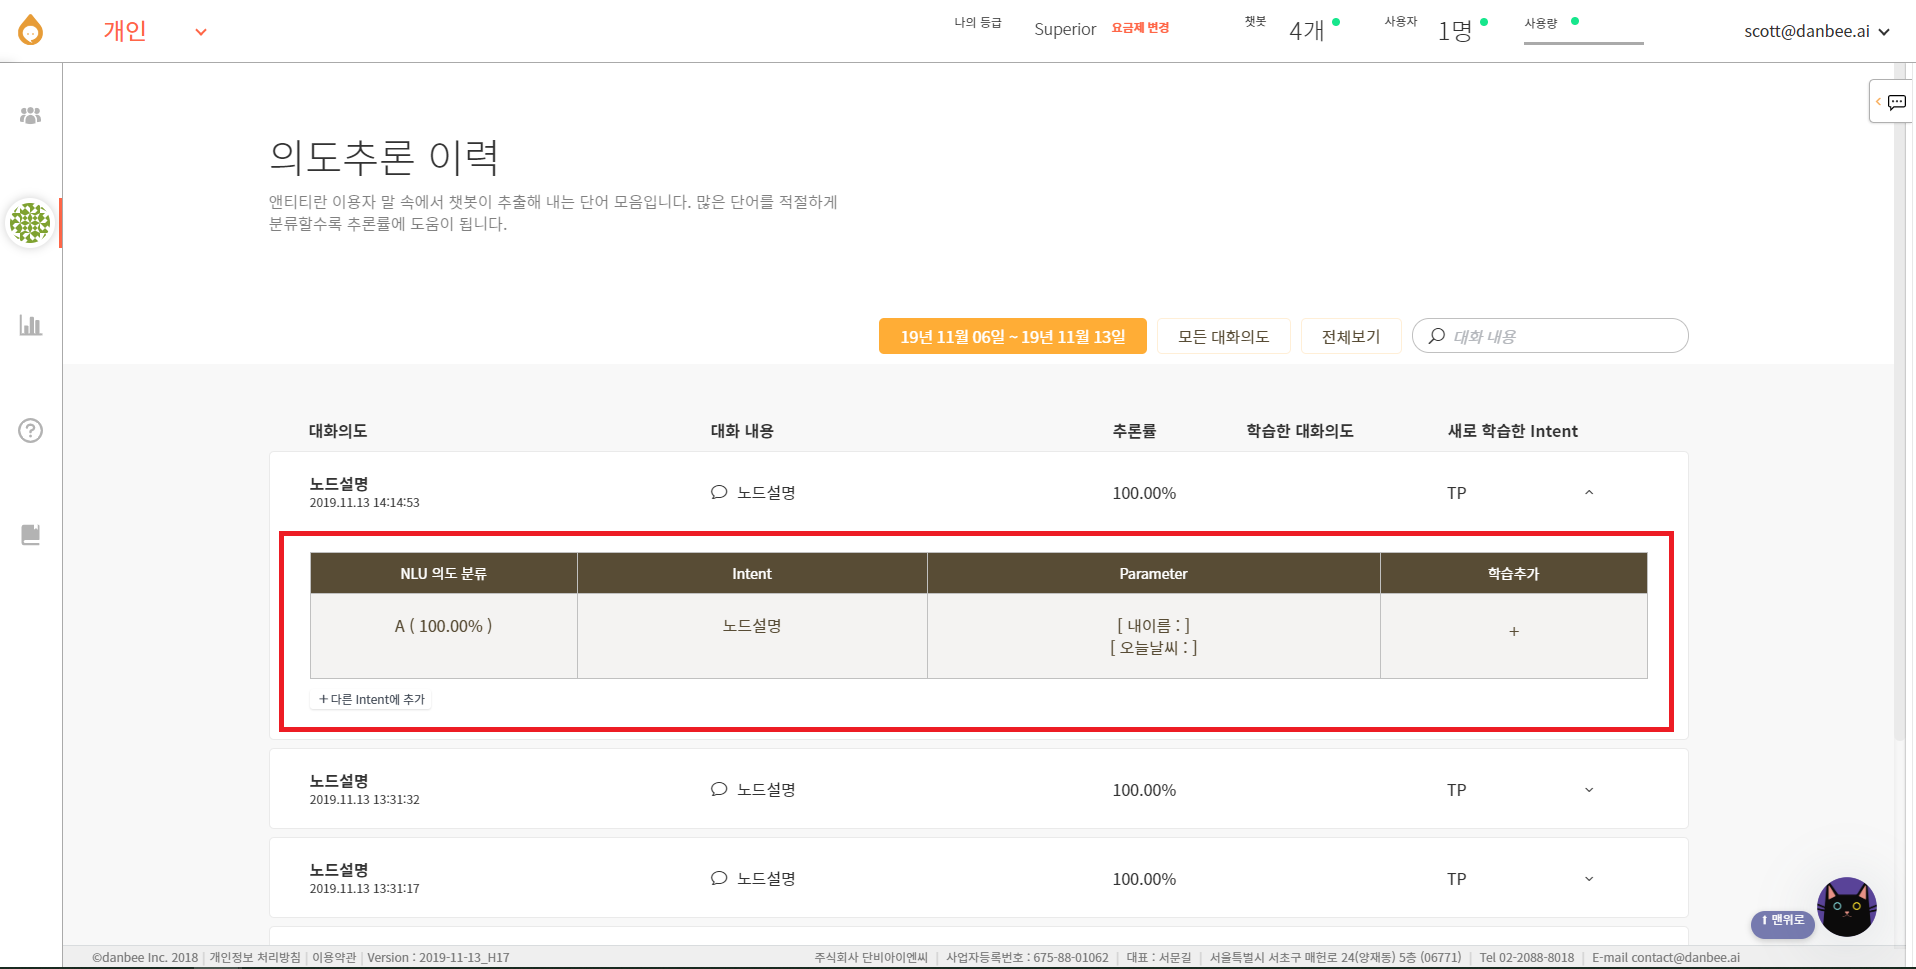 개인
나의 등급
Superior
요금제 변경
챗봇
4개
사용자
1명
사용량
scott@danbee.ai
의도추론 이력
앤티티란 이용자 말 속에서 챗봇이 추출해 내는 단어 모음입니다. 많은 단어를 적절하게
분류할수록 추론률에 도움이 됩니다.
19년 11월 06일 ~ 19년 11월 13일
모든 대화의도
전체보기
대화 내용
대화의도 대화 내용 추론률 학습한 대화의도 새로 학습한 Intent
노드설명
2019.11.13 14:14:53
노드설명
100.00%
TP
NLU 의도 분류 Intent Parameter 학습추가
A ( 100.00% )
노드설명
[ 내이름 : ]
[ 오늘날씨 : ]
+
+ 다른 Intent에 추가
노드설명
2019.11.13 13:31:32
노드설명
100.00%
TP
노드설명
2019.11.13 13:31:17
노드설명
100.00%
TP
⬆ 맨위로
©danbee Inc. 2018 | 개인정보 처리방침 | 이용약관 | Version : 2019-11-13_H17
주식회사 단비아이엔씨 | 사업자등록번호 : 675-88-01062 | 대표 : 서문길 | 서울특별시 서초구 매헌로 24(양재동) 5층 (06771) | Tel 02-2088-8018 | E-mail contact@danbee.ai